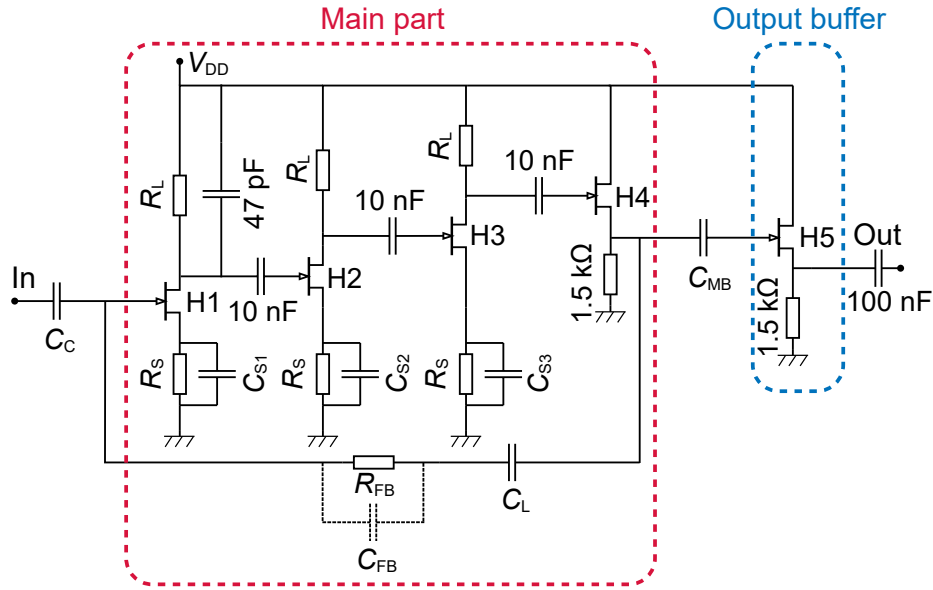 Main part
Output buffer
V_DD
R_L
47 pF
R_L
R_L
10 nF
10 nF
H4
H3
H5
Out
In
H1
H2
10 nF
C_C
C_MB
1.5 kΩ
1.5 kΩ
100 nF
R_S
C_S1
R_S
C_S2
R_S
C_S3
R_FB
C_L
C_FB